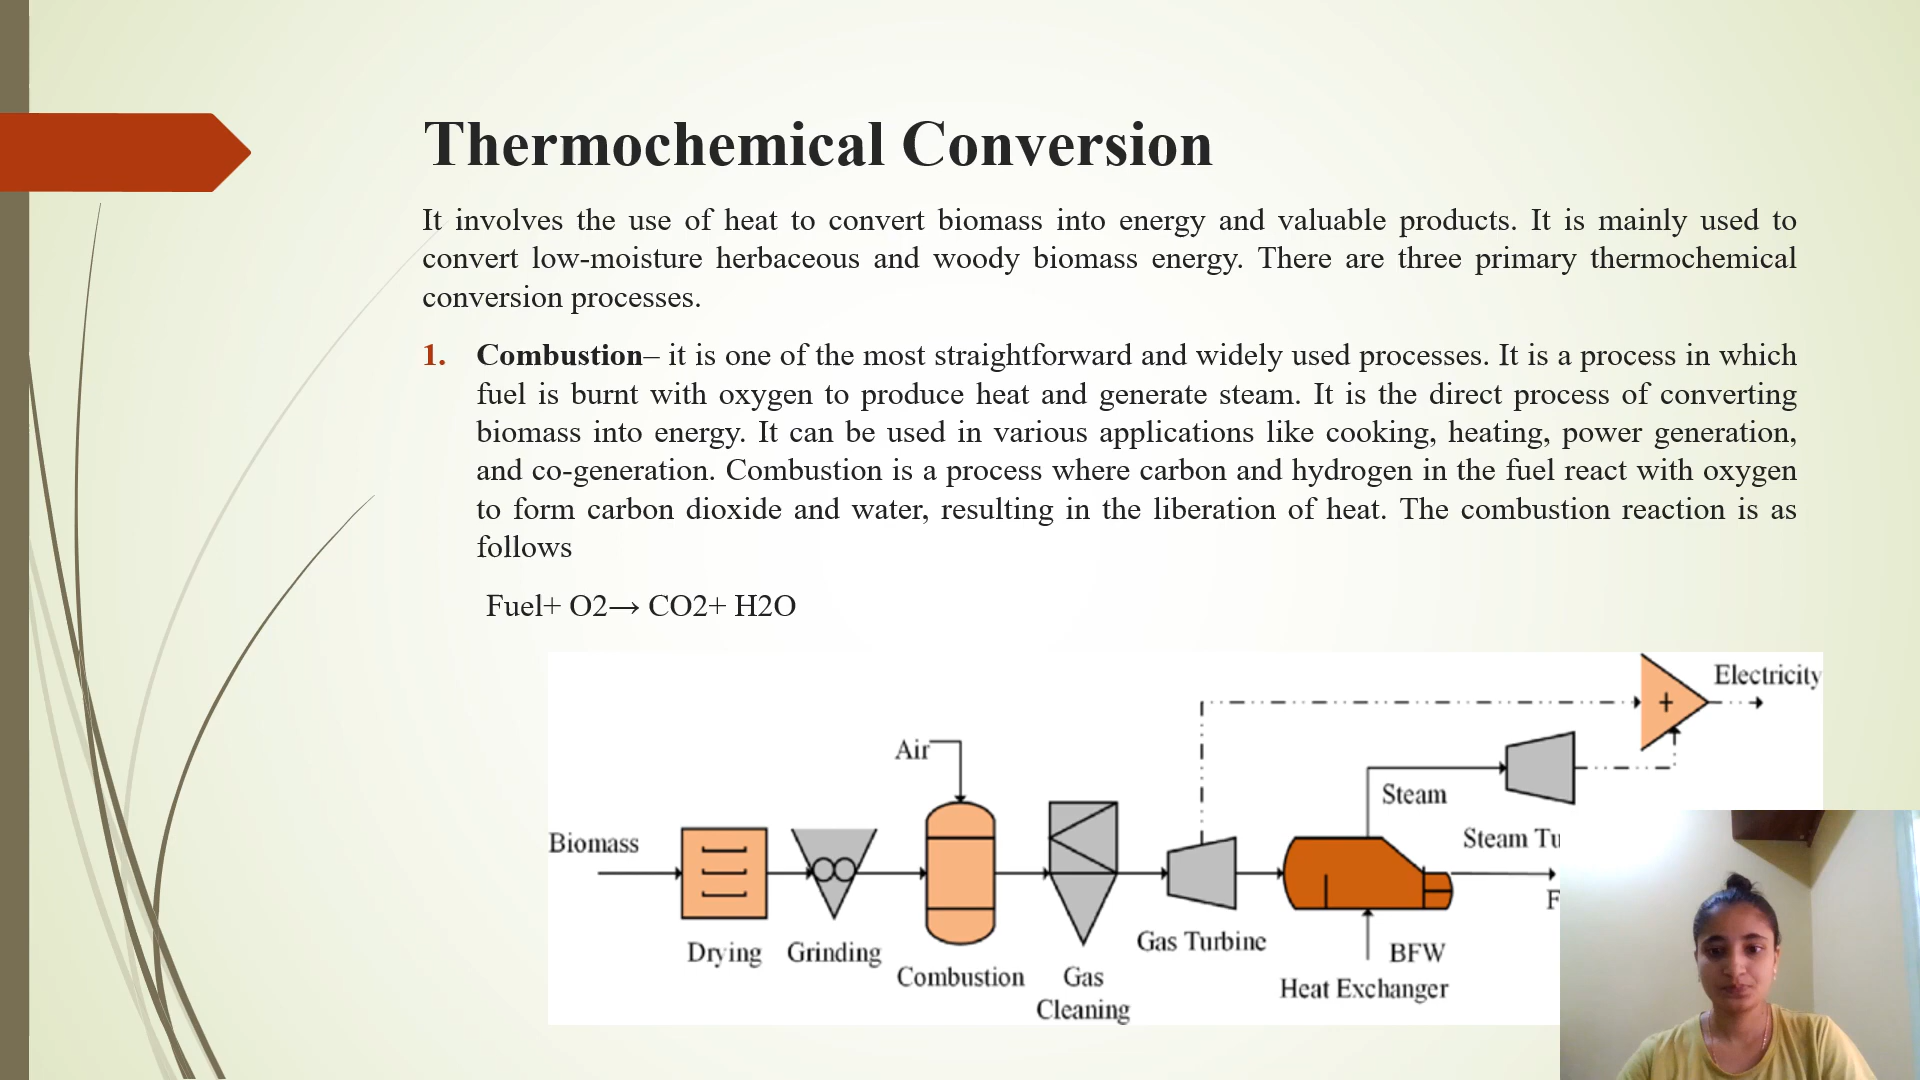 Thermochemical Conversion
It involves the use of heat to convert biomass into energy and valuable products. It is mainly used to
convert low-moisture herbaceous and woody biomass energy. There are three primary thermochemical
conversion processes.
1. Combustion– it is one of the most straightforward and widely used processes. It is a process in which
fuel is burnt with oxygen to produce heat and generate steam. It is the direct process of converting
biomass into energy. It can be used in various applications like cooking, heating, power generation,
and co-generation. Combustion is a process where carbon and hydrogen in the fuel react with oxygen
to form carbon dioxide and water, resulting in the liberation of heat. The combustion reaction is as
follows
Fuel+ O2→ CO2+ H2O
Electricity
+
Air
Steam
Biomass
Steam
Gas Turbine
Drying
Grinding
BFW
Combustion
Gas
Cleaning
Heat Exchanger